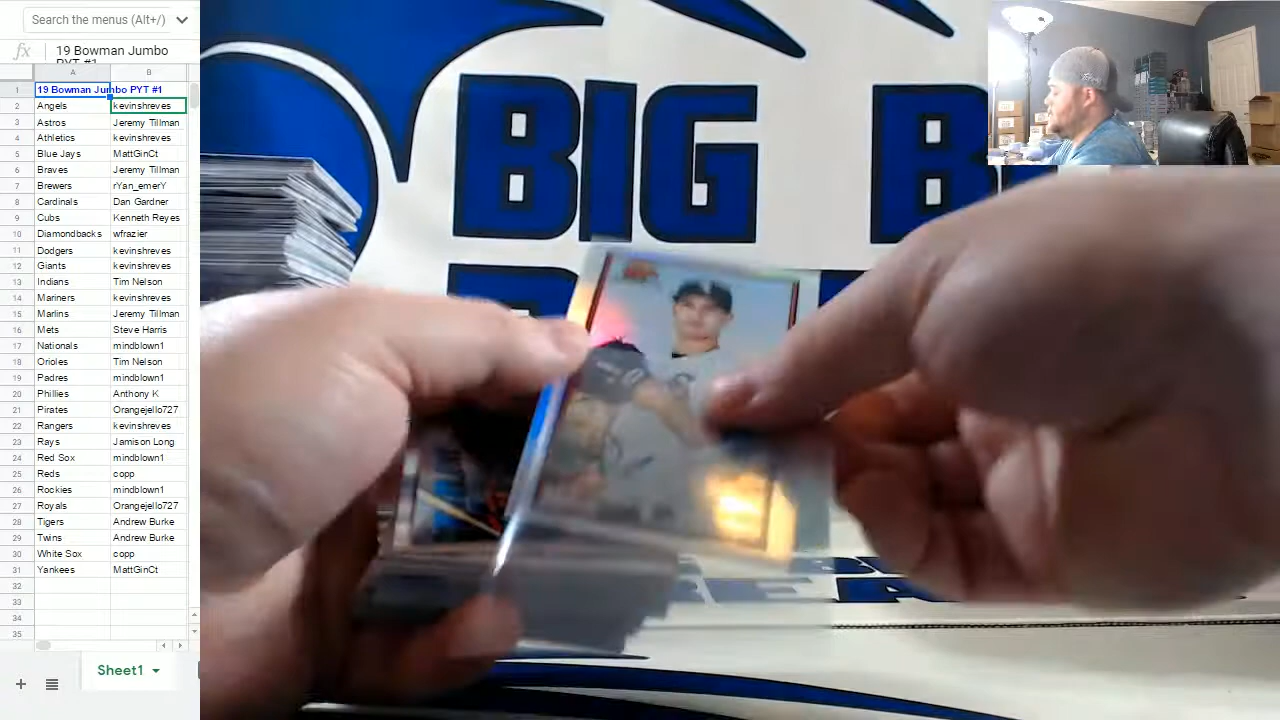 Search the menus (Alt+/)
fx 19 Bowman Jumbo
PYT #1
A B
1 19 Bowman Jumbo PYT #1
2 Angels kevinshreves
3 Astros Jeremy Tillman
4 Athletics kevinshreves
5 Blue Jays MattGinCt
6 Braves Jeremy Tillman
7 Brewers rYan_emerY
8 Cardinals Dan Gardner
9 Cubs Kenneth Reyes
10 Diamondbacks wfrazier
11 Dodgers kevinshreves
12 Giants kevinshreves
13 Indians Tim Nelson
14 Mariners kevinshreves
15 Marlins Jeremy Tillman
16 Mets Steve Harris
17 Nationals mindblown1
18 Orioles Tim Nelson
19 Padres mindblown1
20 Phillies Anthony K
21 Pirates Orangejello727
22 Rangers kevinshreves
23 Rays Jamison Long
24 Red Sox mindblown1
25 Reds copp
26 Rockies mindblown1
27 Royals Orangejello727
28 Tigers Andrew Burke
29 Twins Andrew Burke
30 White Sox copp
31 Yankees MattGinCt
32
33
34
35
Sheet1
BIG B